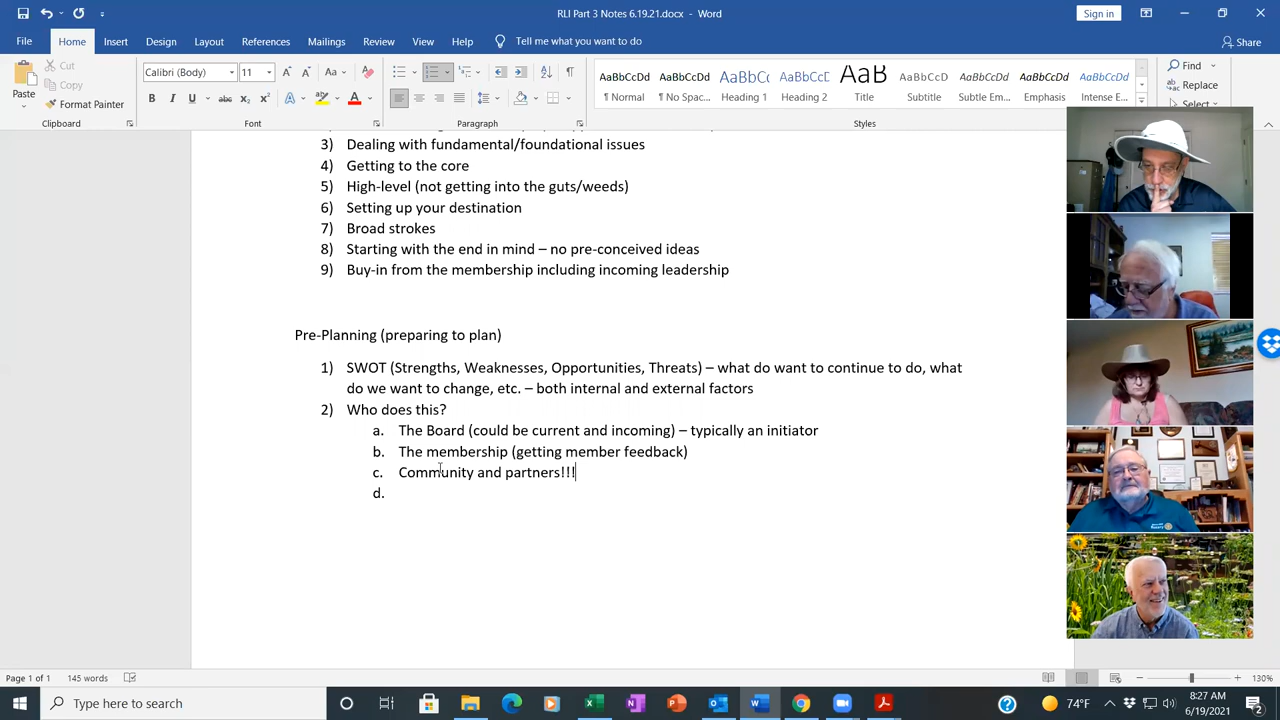 RLI Part 3 Notes 6.19.21.docx - Word
Sign in
File Home Insert Design Layout References Mailings Review View Help Tell me what you want to do
Share
Paste
Cut
Copy
Format Painter
Clipboard
Calibri (Body) 11
Font
Paragraph
AaBbCcDd AaBbCcDd AaBbCc AaBbCcD AaB AaBbCcD AaBbCcDd AaBbCcDd AaBbCcDd
¶ Normal ¶ No Spac... Heading 1 Heading 2 Title Subtitle Subtle Em... Emphasis Intense E...
Styles
Find
Replace
Select
3) Dealing with fundamental/foundational issues
4) Getting to the core
5) High-level (not getting into the guts/weeds)
6) Setting up your destination
7) Broad strokes
8) Starting with the end in mind – no pre-conceived ideas
9) Buy-in from the membership including incoming leadership
Pre-Planning (preparing to plan)
1) SWOT (Strengths, Weaknesses, Opportunities, Threats) – what do want to continue to do, what
do we want to change, etc. – both internal and external factors
2) Who does this?
a. The Board (could be current and incoming) – typically an initiator
b. The membership (getting member feedback)
c. Community and partners!!!
d.
Page 1 of 1 145 words
130%
Type here to search
74°F
8:27 AM
6/19/2021